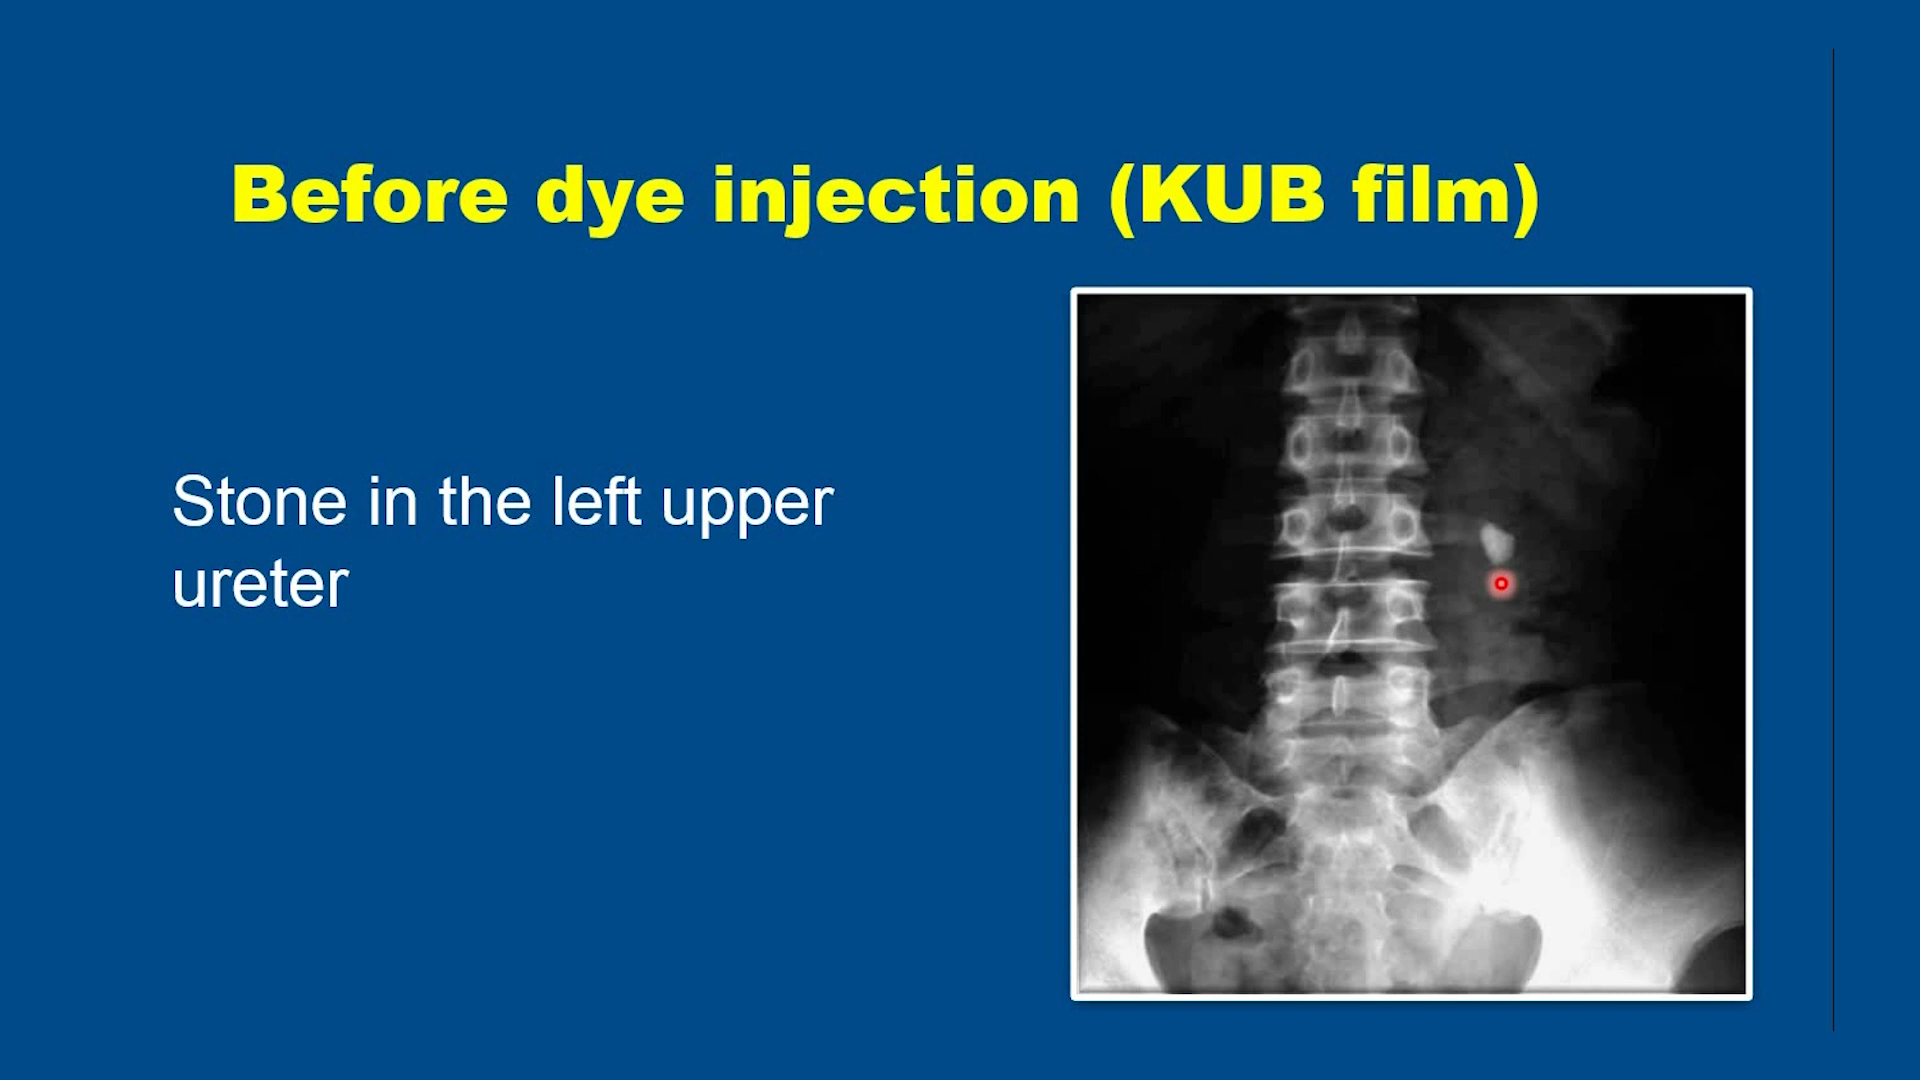 Before dye injection (KUB film)
Stone in the left upper
ureter